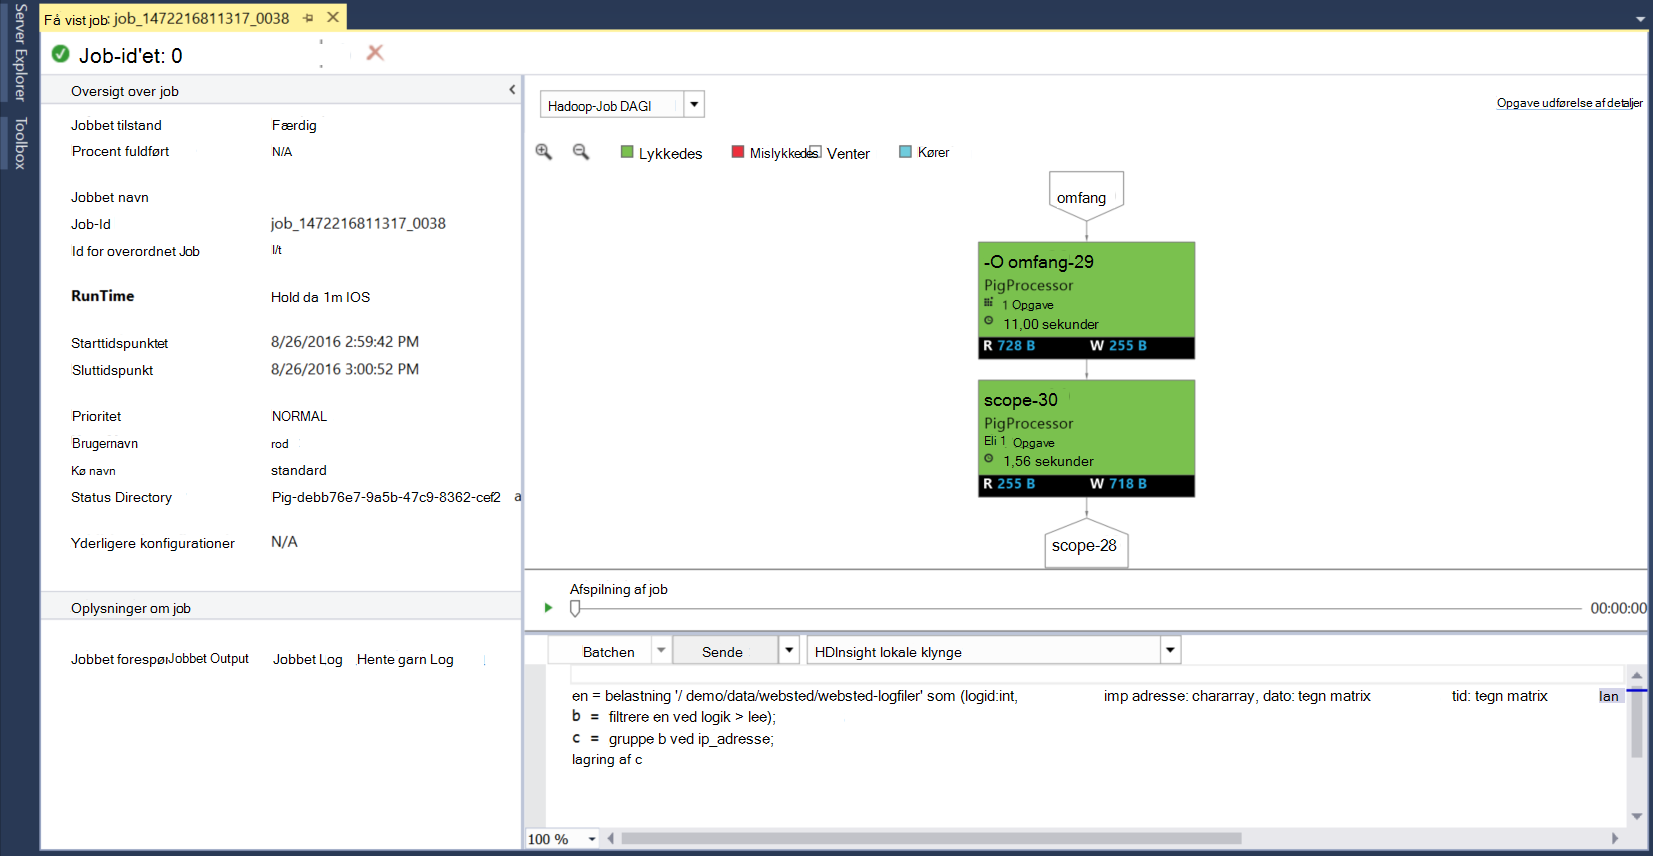 Server Explorer
Toolbox
Få vist job: job_1472216811317_0038
Job-id'et: 0
Oversigt over job
Jobbet tilstand Færdig
Procent fuldført N/A
Jobbet navn
Job-Id job_1472216811317_0038
Id for overordnet Job I/t
RunTime Hold da 1m IOS
Starttidspunktet 8/26/2016 2:59:42 PM
Sluttidspunkt 8/26/2016 3:00:52 PM
Prioritet NORMAL
Brugernavn rod
Kø navn standard
Status Directory Pig-debb76e7-9a5b-47c9-8362-cef2 a
Yderligere konfigurationer N/A
Oplysninger om job
Jobbet forespør Jobbet Output Jobbet Log Hente garn Log
Hadoop-Job DAGI
Opgave udførelse af detaljer
Lykkedes Mislykkedes Venter Kører
omfang
-O omfang-29
PigProcessor
1 Opgave
11,00 sekunder
R 728 B W 255 B
scope-30
PigProcessor
Eli 1 Opgave
1,56 sekunder
R 255 B W 718 B
scope-28
Afspilning af job
00:00:00
Batchen Sende HDInsight lokale klynge
en = belastning '/ demo/data/websted/websted-logfiler' som (logid:int, imp adresse: chararray, dato: tegn matrix tid: tegn matrix lan
b = filtrere en ved logik > lee);
c = gruppe b ved ip_adresse;
lagring af c
100 %